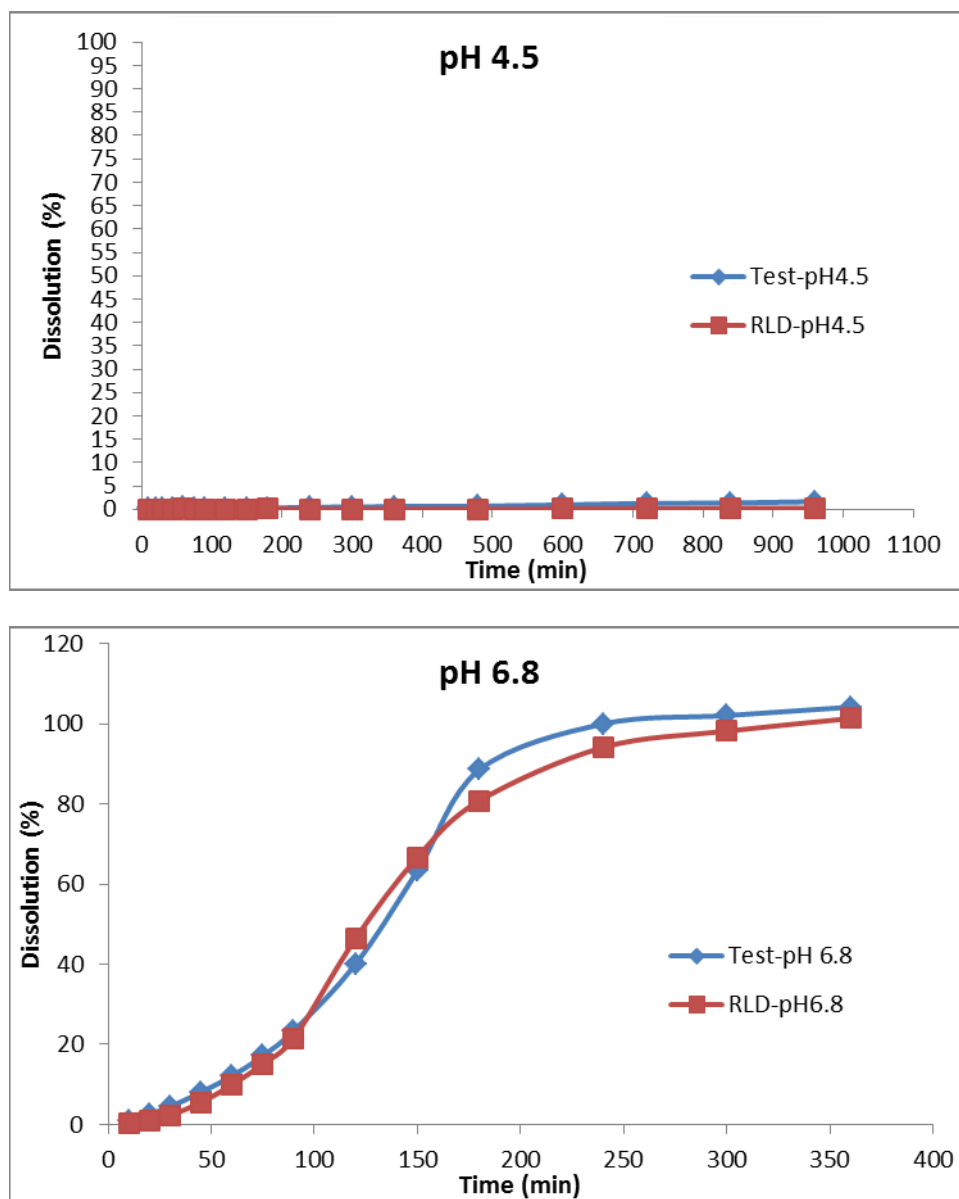 pH 4.5
100
95
90
85
80
75
70
65
60
55
50
45
40
35
30
25
20
15
10
5
0
Dissolution (%)
Test-pH4.5
RLD-pH4.5
0 100 200 300 400 500 600 700 800 900 1000 1100
Time (min)
pH 6.8
120
100
80
60
40
20
0
Dissolution (%)
Test-pH 6.8
RLD-pH6.8
0 50 100 150 200 250 300 350 400
Time (min)